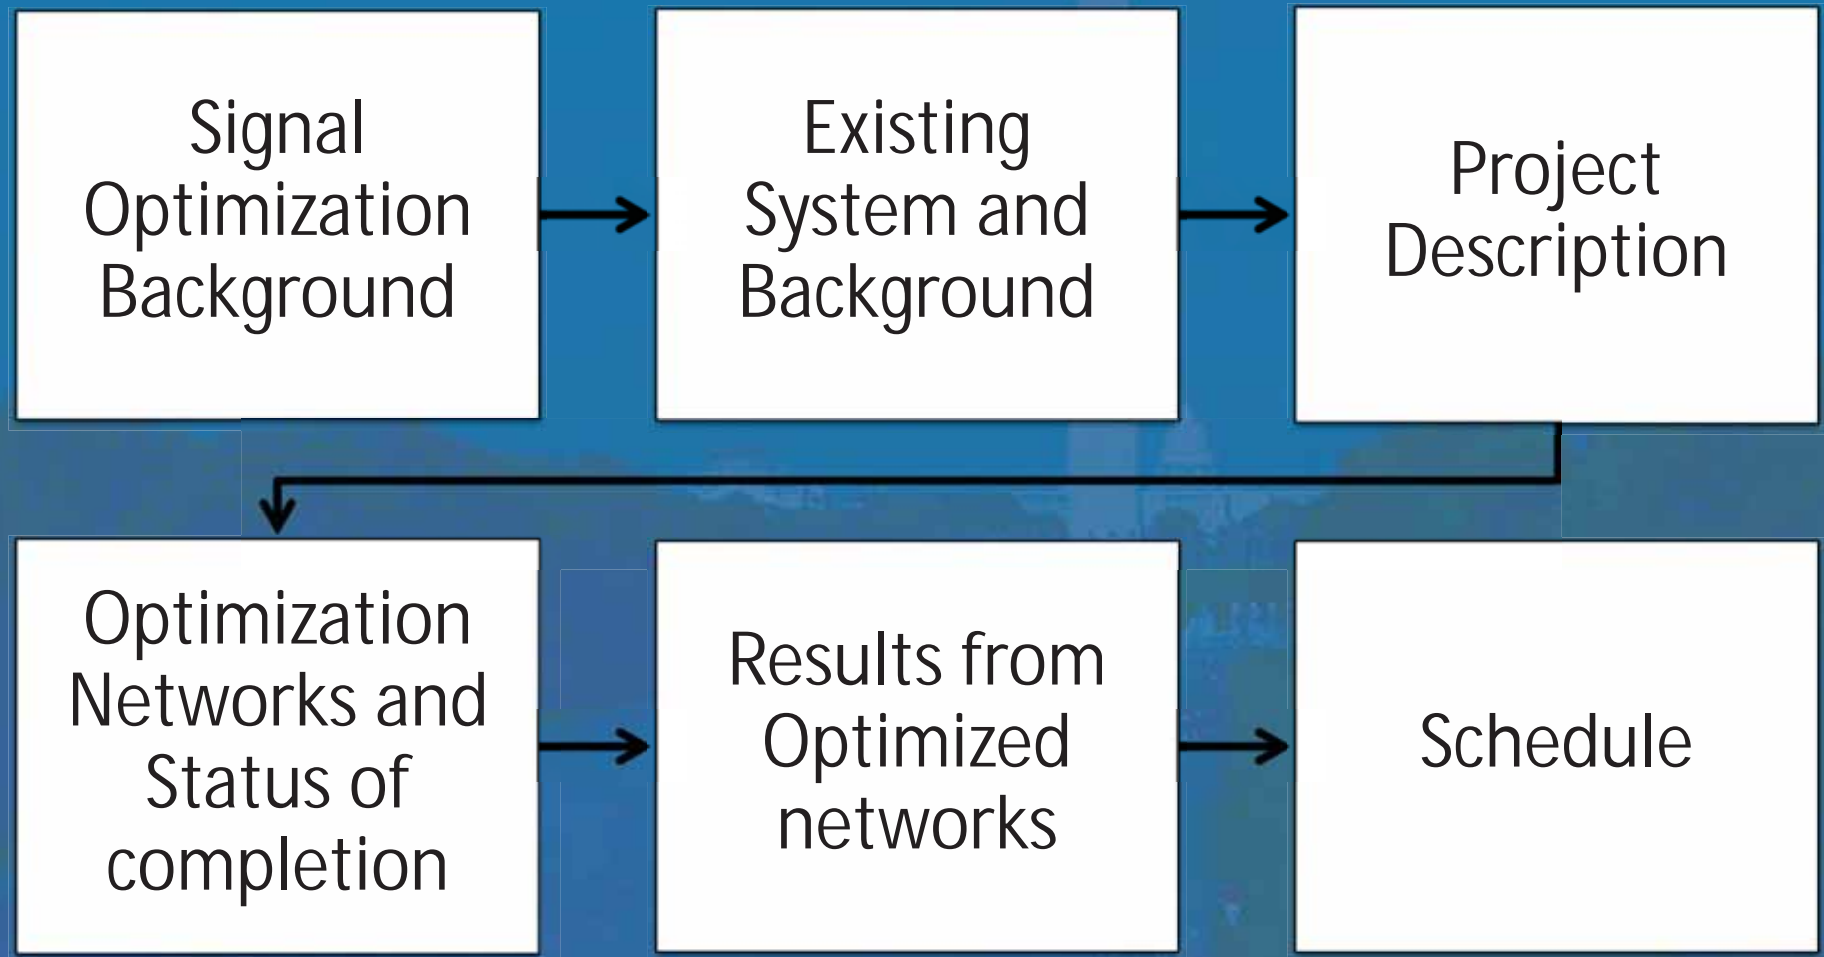 Signal
Optimization
Background
Existing
System and
Background
Project
Description
Optimization
Networks and
Status of
completion
Results from
Optimized
networks
Schedule